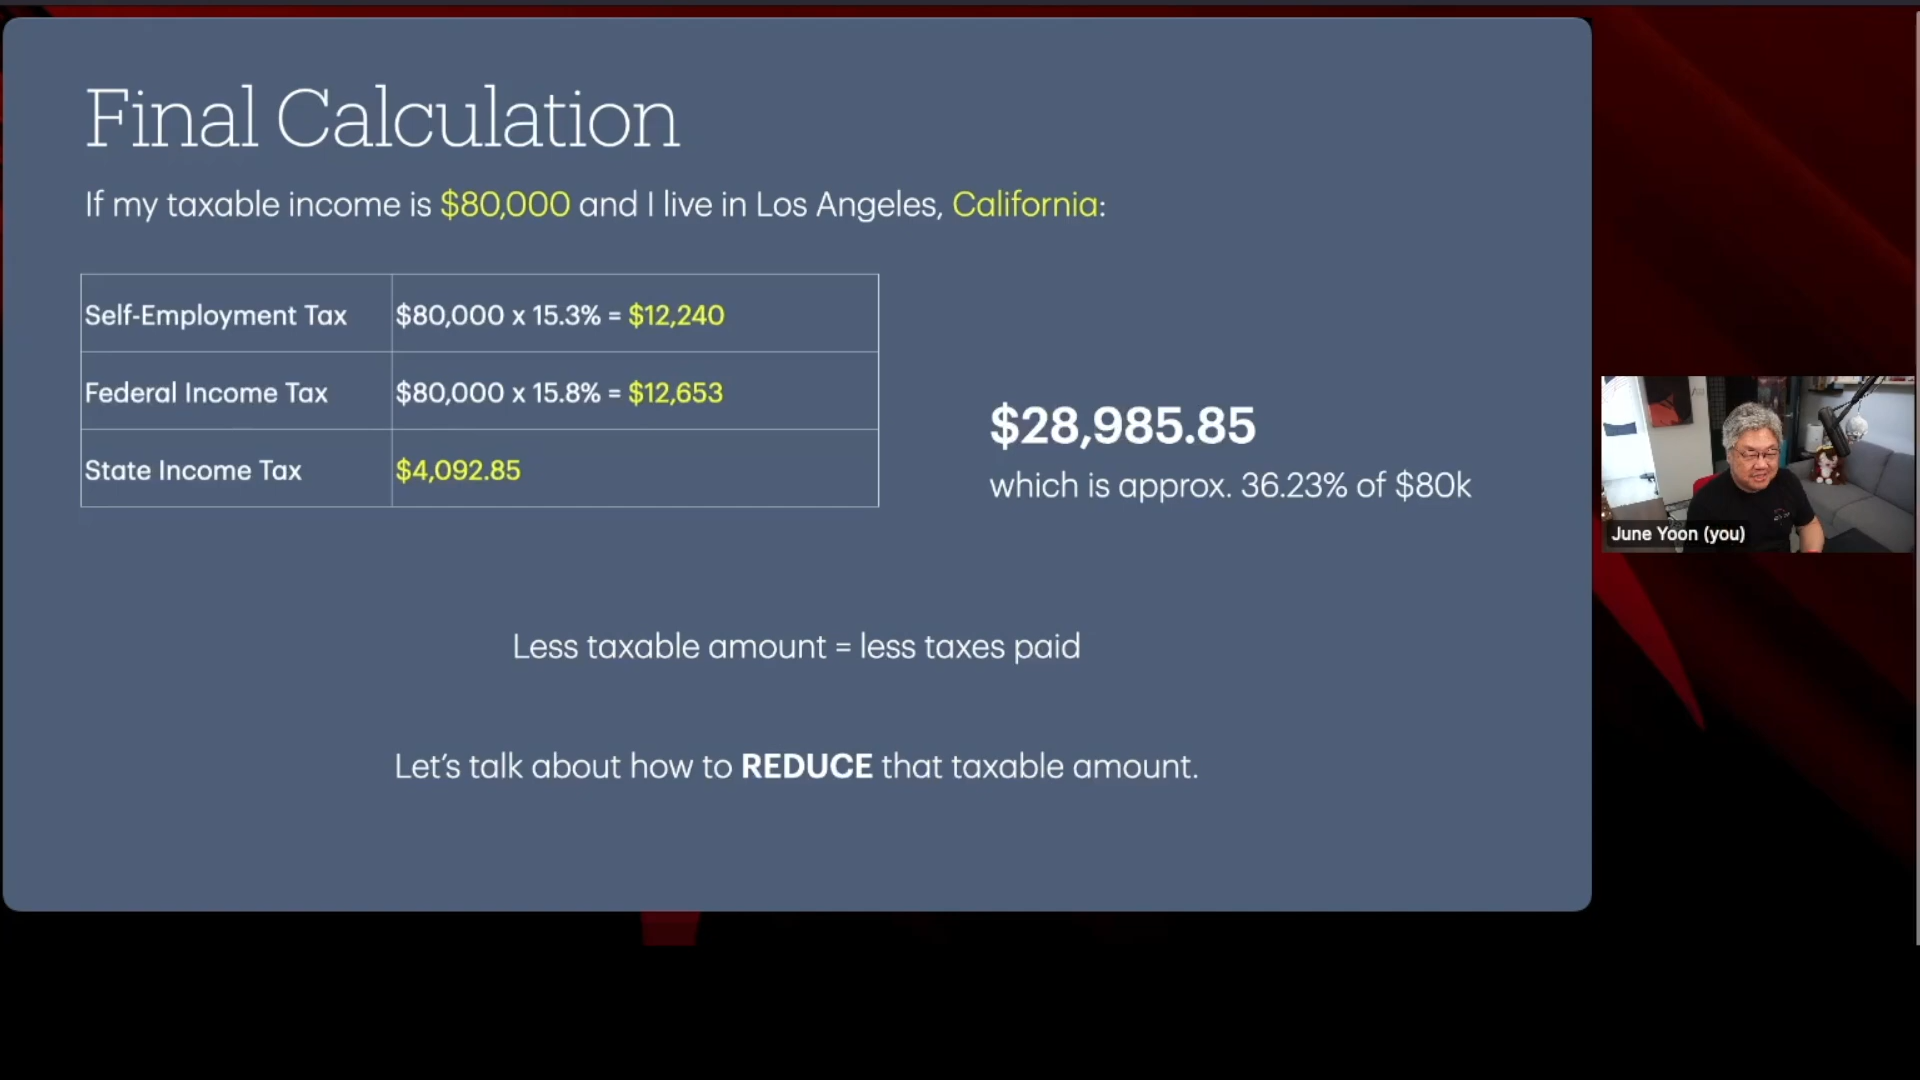 Final Calculation
If my taxable income is $80,000 and I live in Los Angeles, California:
Self-Employment Tax $80,000 x 15.3% = $12,240
Federal Income Tax $80,000 x 15.8% = $12,653
State Income Tax $4,092.85
$28,985.85
which is approx. 36.23% of $80k
Less taxable amount = less taxes paid
Let’s talk about how to REDUCE that taxable amount.
June Yoon (you)